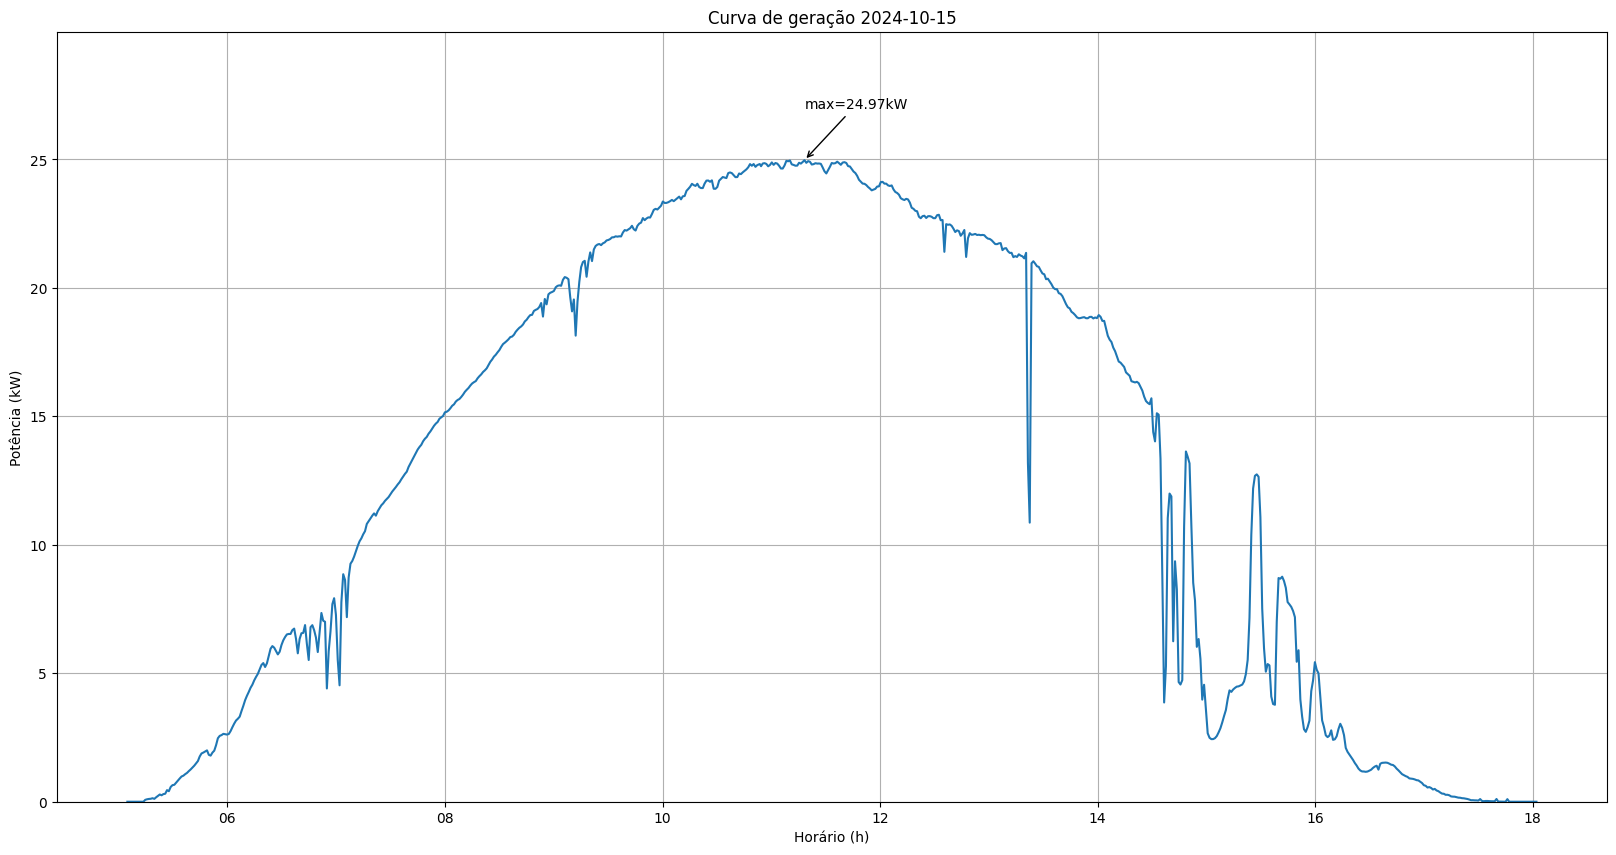 Curva de geração 2024-10-15
max=24.97kW
25
20
15
10
5
0
Potência (kW)
06 08 10 12 14 16 18
Horário (h)